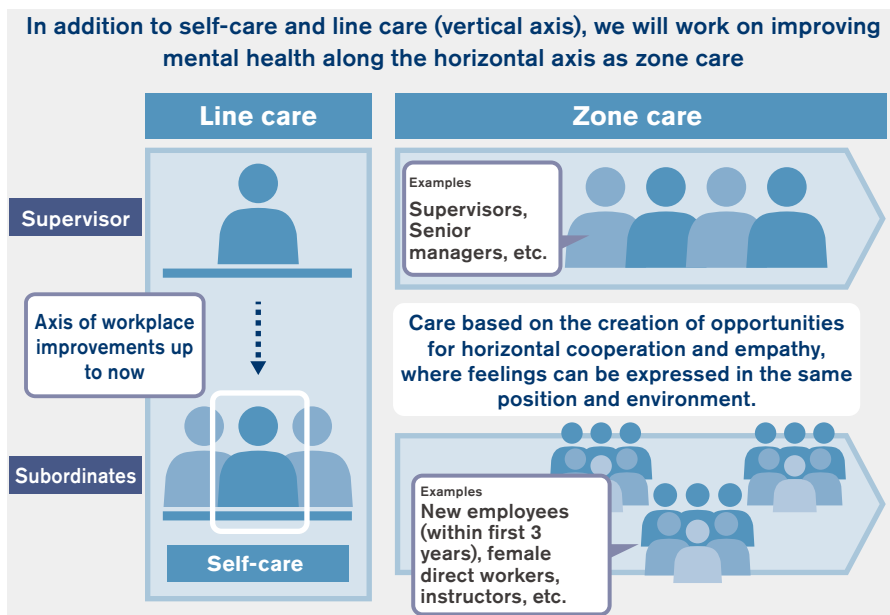 In addition to self-care and line care (vertical axis), we will work on improving
mental health along the horizontal axis as zone care
Line care
Zone care
Supervisor
Examples
Supervisors,
Senior
managers, etc.
Axis of workplace
improvements up
to now
Care based on the creation of opportunities
for horizontal cooperation and empathy,
where feelings can be expressed in the same
position and environment.
Subordinates
Self-care
Examples
New employees
(within first 3
years), female
direct workers,
instructors, etc.